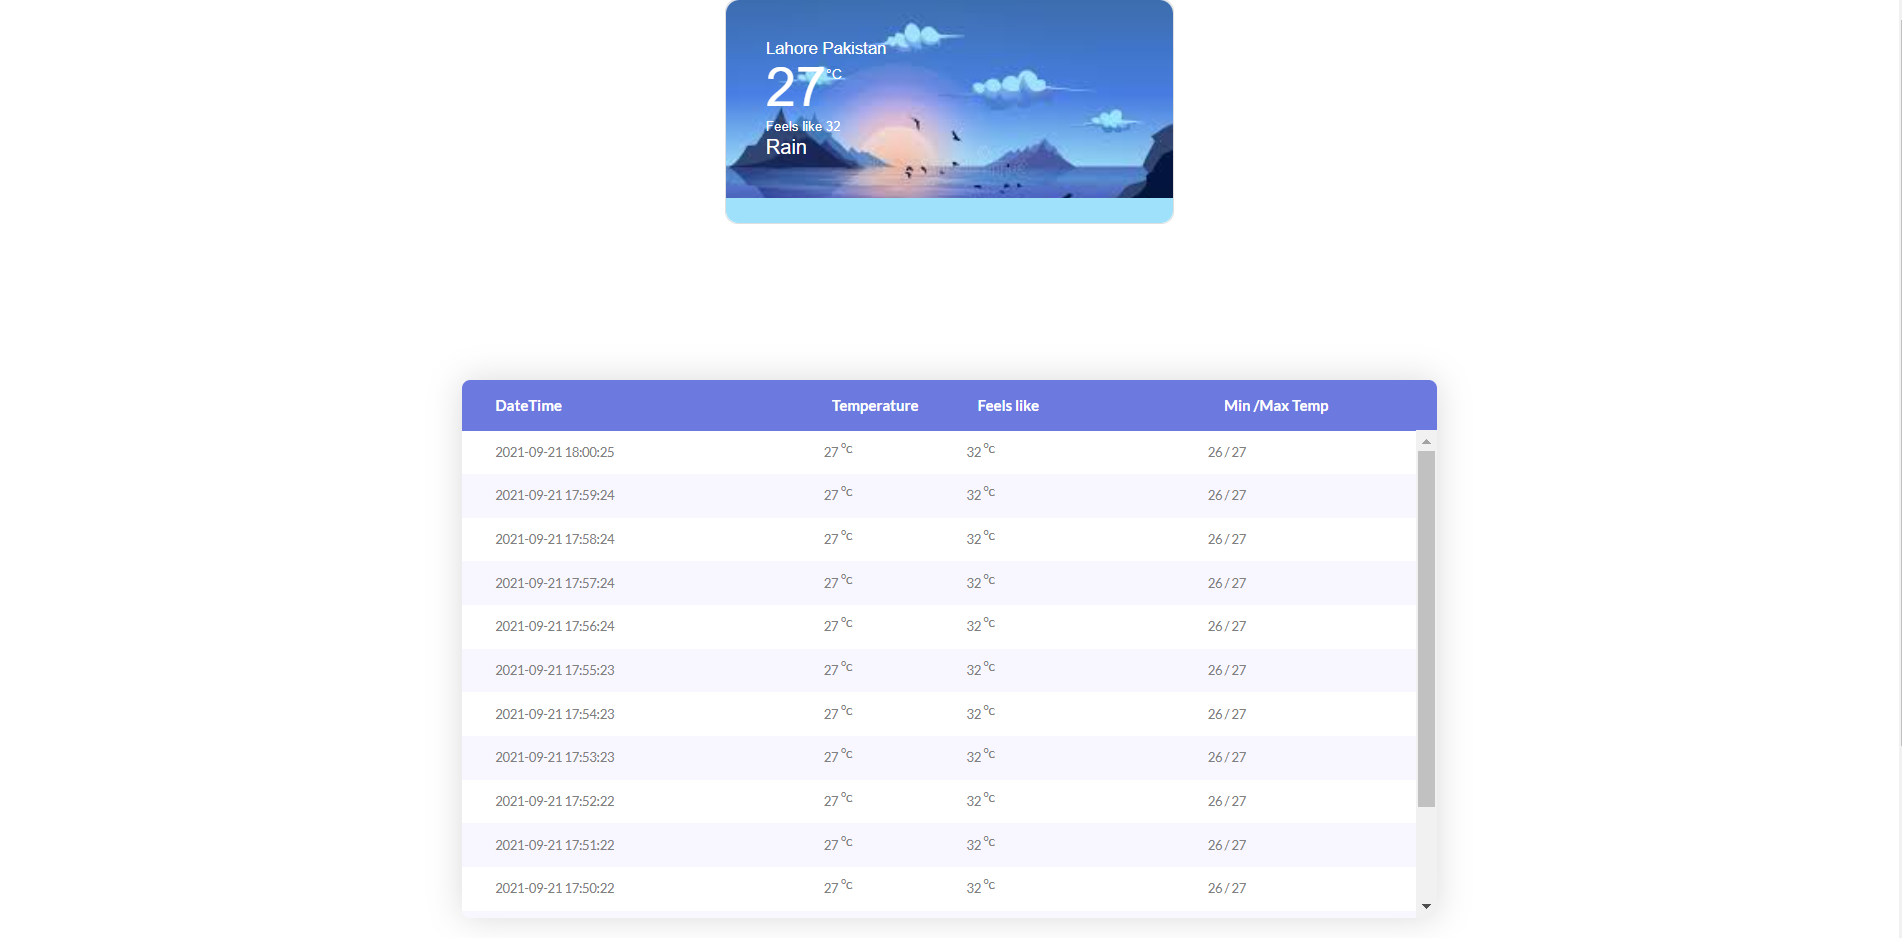 Lahore Pakistan
27°C
Feels like 32
Rain
DateTime Temperature Feels like Min /Max Temp
2021-09-21 18:00:25 27 °C 32 °C 26 / 27
2021-09-21 17:59:24 27 °C 32 °C 26 / 27
2021-09-21 17:58:24 27 °C 32 °C 26 / 27
2021-09-21 17:57:24 27 °C 32 °C 26 / 27
2021-09-21 17:56:24 27 °C 32 °C 26 / 27
2021-09-21 17:55:23 27 °C 32 °C 26 / 27
2021-09-21 17:54:23 27 °C 32 °C 26 / 27
2021-09-21 17:53:23 27 °C 32 °C 26 / 27
2021-09-21 17:52:22 27 °C 32 °C 26 / 27
2021-09-21 17:51:22 27 °C 32 °C 26 / 27
2021-09-21 17:50:22 27 °C 32 °C 26 / 27